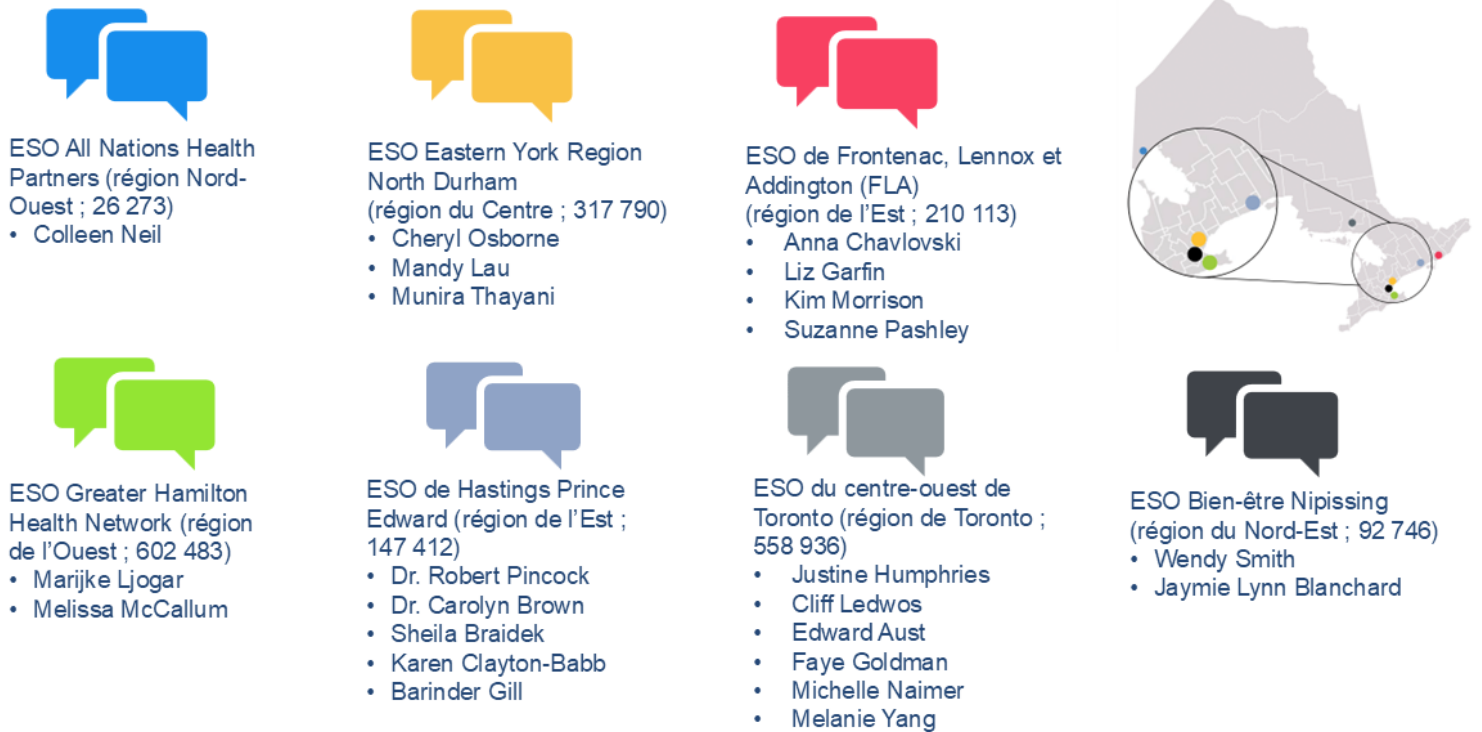 ESO All Nations Health
Partners (région Nord-
Ouest ; 26 273)
• Colleen Neil
ESO Eastern York Region
North Durham
(région du Centre ; 317 790)
• Cheryl Osborne
• Mandy Lau
• Munira Thayani
ESO de Frontenac, Lennox et
Addington (FLA)
(région de l’Est ; 210 113)
• Anna Chavlovski
• Liz Garfin
• Kim Morrison
• Suzanne Pashley
ESO Greater Hamilton
Health Network (région
de l’Ouest ; 602 483)
• Marijke Ljogar
• Melissa McCallum
ESO de Hastings Prince
Edward (région de l’Est ;
147 412)
• Dr. Robert Pincock
• Dr. Carolyn Brown
• Sheila Braidek
• Karen Clayton-Babb
• Barinder Gill
ESO du centre-ouest de
Toronto (région de Toronto ;
558 936)
• Justine Humphries
• Cliff Ledwos
• Edward Aust
• Faye Goldman
• Michelle Naimer
• Melanie Yang
ESO Bien-être Nipissing
(région du Nord-Est ; 92 746)
• Wendy Smith
• Jaymie Lynn Blanchard